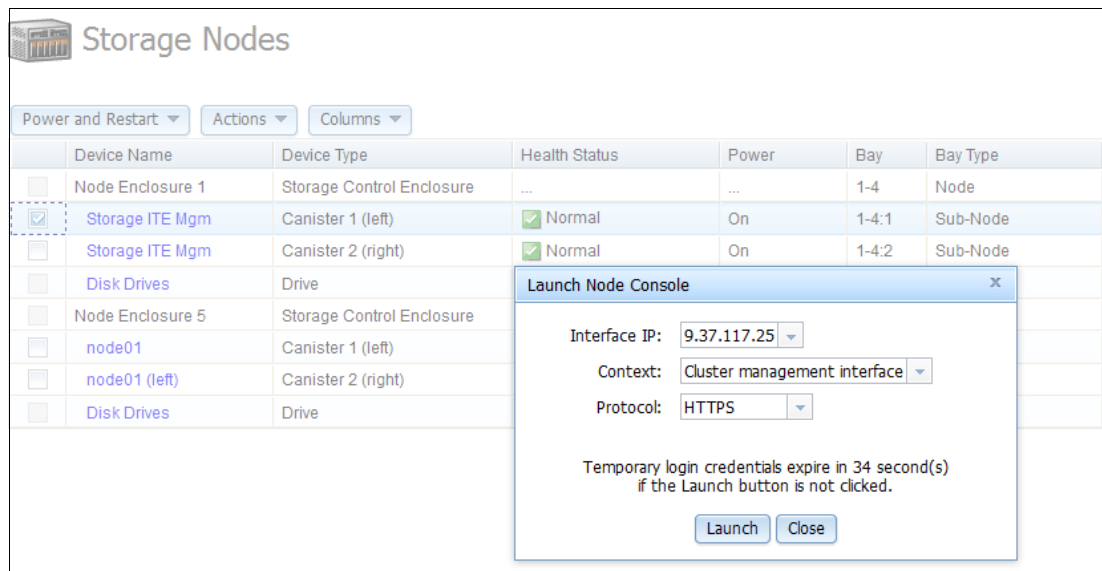 Storage Nodes
Power and Restart Actions Columns
Device Name Device Type Health Status Power Bay Bay Type
Node Enclosure 1 Storage Control Enclosure ... ... 1-4 Node
Storage ITE Mgm Canister 1 (left) Normal On 1-4:1 Sub-Node
Storage ITE Mgm Canister 2 (right) Normal On 1-4:2 Sub-Node
Disk Drives Drive
Node Enclosure 5 Storage Control Enclosure
node01 Canister 1 (left)
node01 (left) Canister 2 (right)
Disk Drives Drive
Launch Node Console x
Interface IP: 9.37.117.25
Context: Cluster management interface
Protocol: HTTPS
Temporary login credentials expire in 34 second(s)
if the Launch button is not clicked.
Launch Close